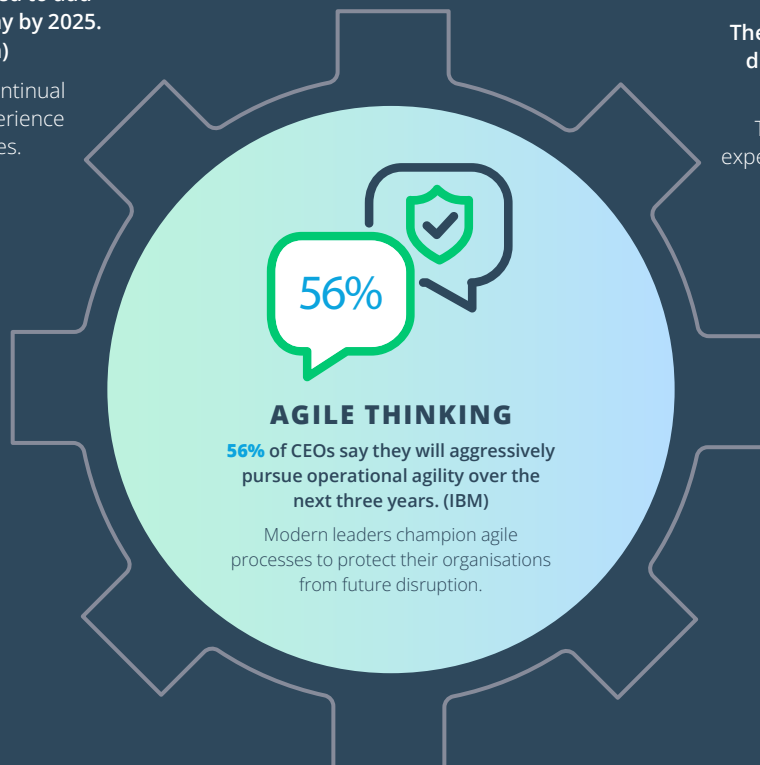 y by 2025.
)
ntinual
erience
es.
The
d
T
expe
56%
AGILE THINKING
56% of CEOs say they will aggressively
pursue operational agility over the
next three years. (IBM)
Modern leaders champion agile
processes to protect their organisations
from future disruption.